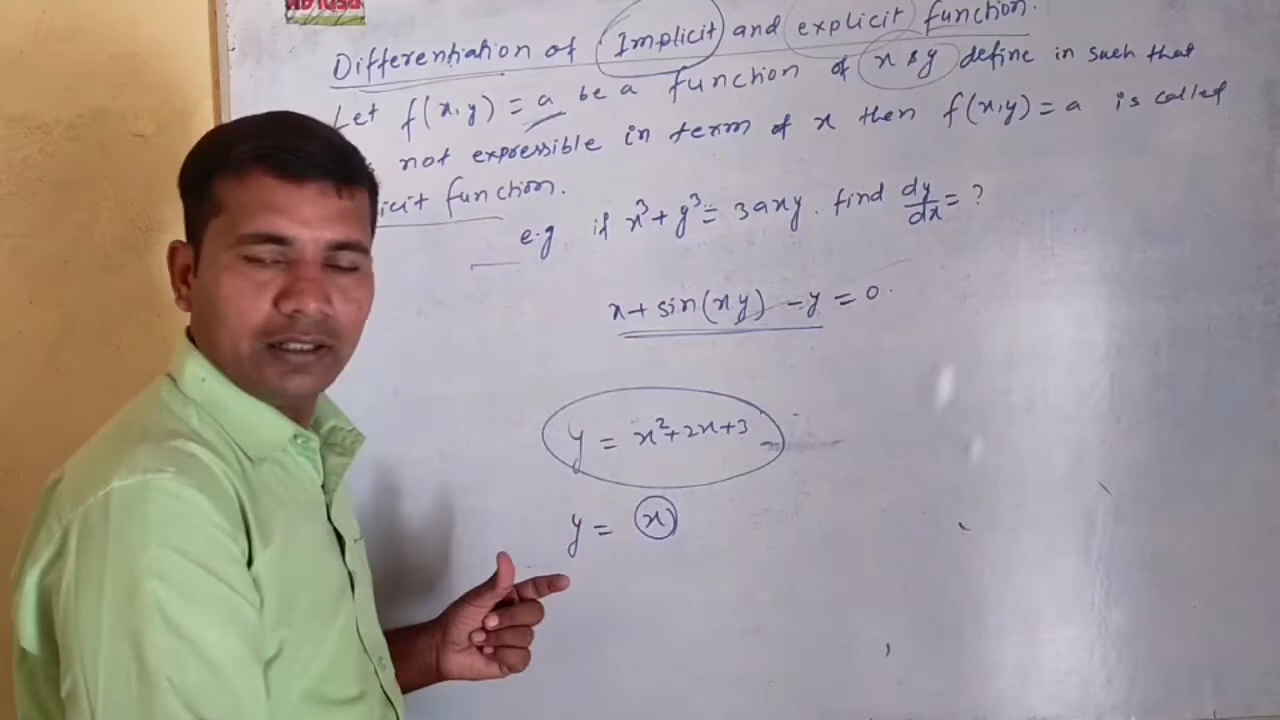 Differentiation of Implicit and explicit function.
Let f(x,y) = a be a function of x & y define in such that
not expressible in term of x then f(x,y) = a is called
function.
e.g if x³+y³= 3axy. find dy/dx = ?
x+sin(xy) -y = 0.
y = x²+2x+3
y = x